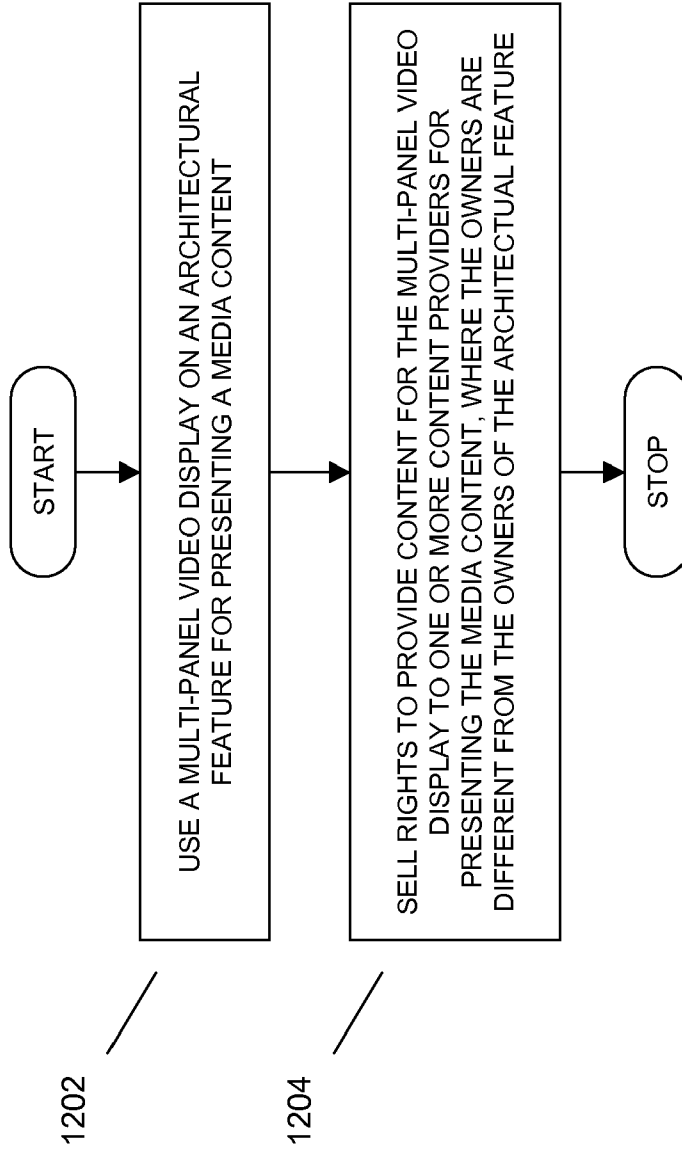 START
1202
USE A MULTI-PANEL VIDEO DISPLAY ON AN ARCHITECTURAL
FEATURE FOR PRESENTING A MEDIA CONTENT
1204
SELL RIGHTS TO PROVIDE CONTENT FOR THE MULTI-PANEL VIDEO
DISPLAY TO ONE OR MORE CONTENT PROVIDERS FOR
PRESENTING THE MEDIA CONTENT, WHERE THE OWNERS ARE
DIFFERENT FROM THE OWNERS OF THE ARCHITECTUAL FEATURE
STOP